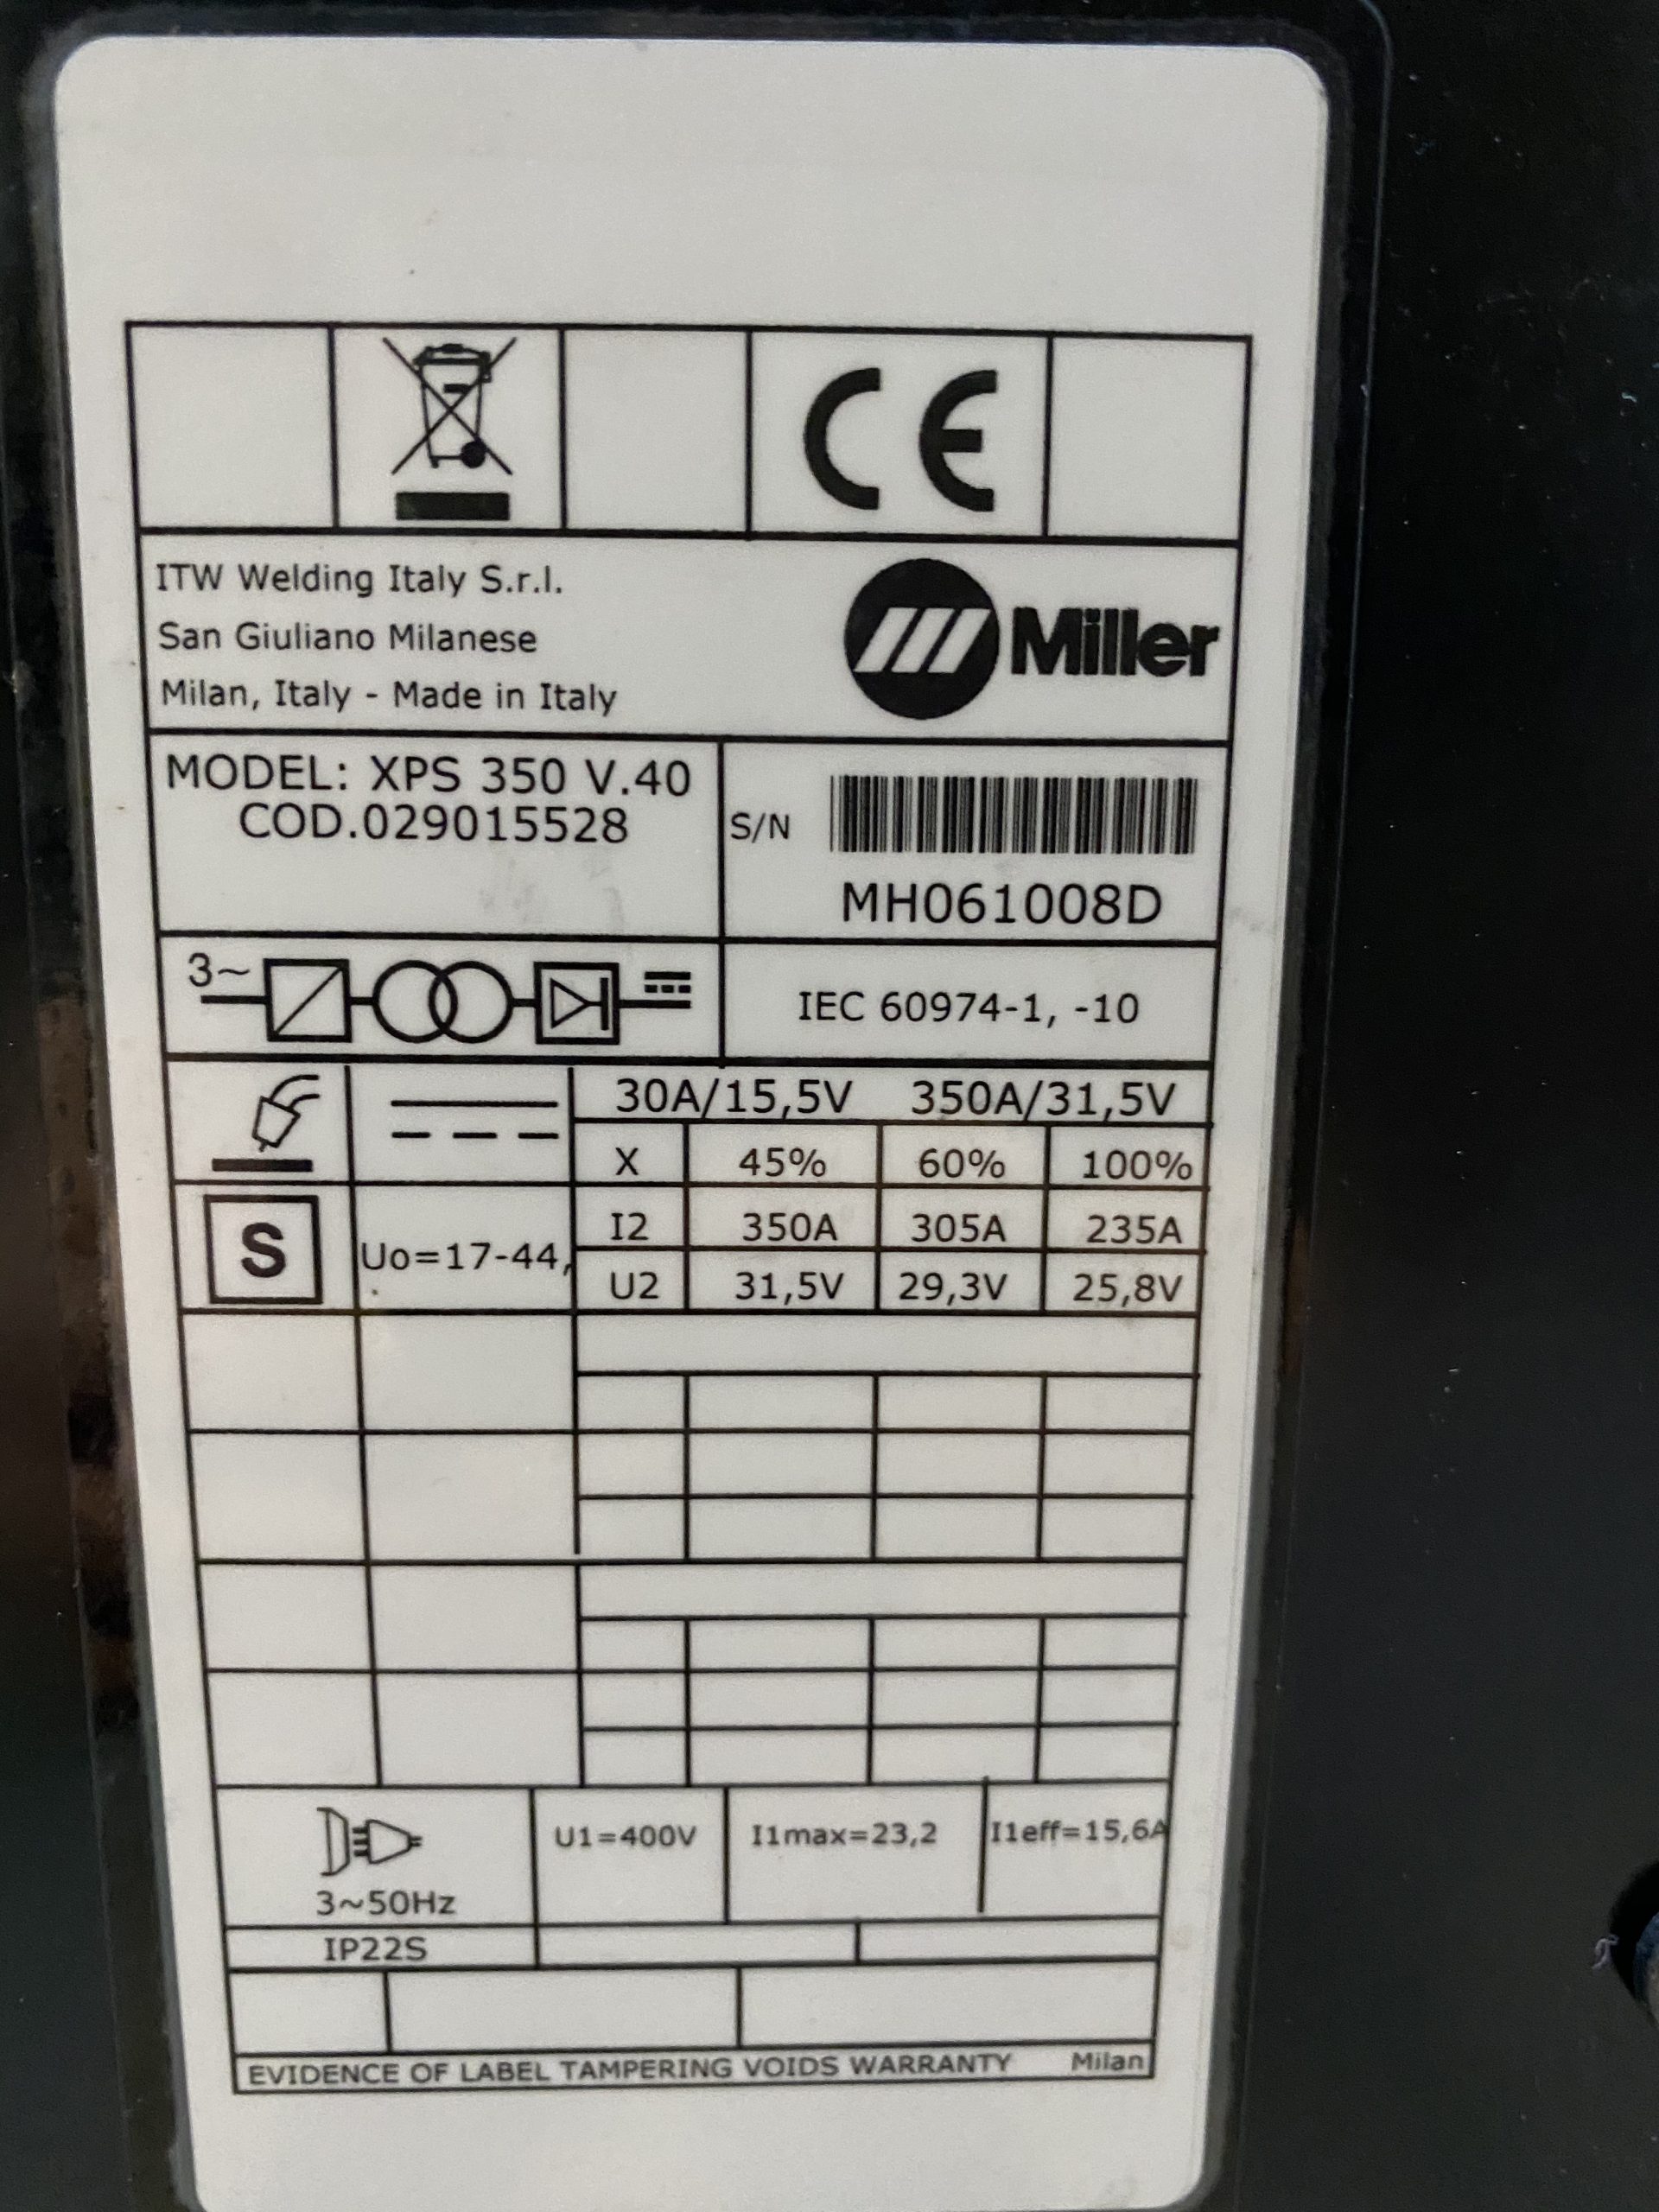 CE
ITW Welding Italy S.r.l.
San Giuliano Milanese
Milan, Italy - Made in Italy
Miller
MODEL: XPS 350 V.40
COD.029015528
S/N
MH061008D
3~
IEC 60974-1, -10
30A/15,5V 350A/31,5V
X 45% 60% 100%
S
Uo=17-44,
I2 350A 305A 235A
U2 31,5V 29,3V 25,8V
U1=400V I1max=23,2 I1eff=15,6A
3~50Hz
IP22S
EVIDENCE OF LABEL TAMPERING VOIDS WARRANTY Milan